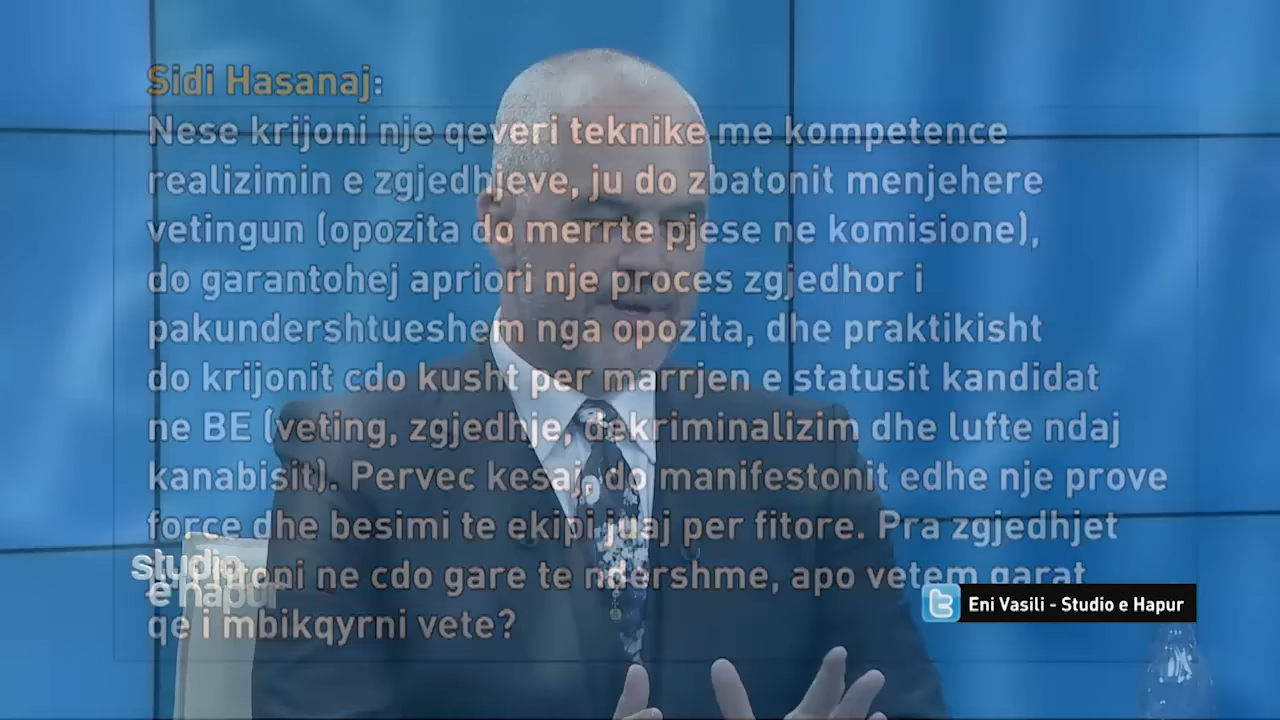 Sidi Hasanaj:
Nese krijoni nje qeveri teknike me kompetence
realizimin e zgjedhjeve, ju do zbatonit menjehere
vetingun (opozita do merrte pjese ne komisione),
do garantohej apriori nje proces zgjedhor i
pakundershtueshem nga opozita, dhe praktikisht
do krijonit cdo kusht per marrjen e statusit kandidat
ne BE (veting, zgjedhje, dekriminalizim dhe lufte ndaj
kanabisit). Pervec kesaj, do manifestonit edhe nje prove
force dhe besimi te ekipi juaj per fitore. Pra zgjedhjet
ne cdo gare te ndershme, apo vetem garat
qe i mbikqyrni vete?
studio
e hapur
Eni Vasili - Studio e Hapur